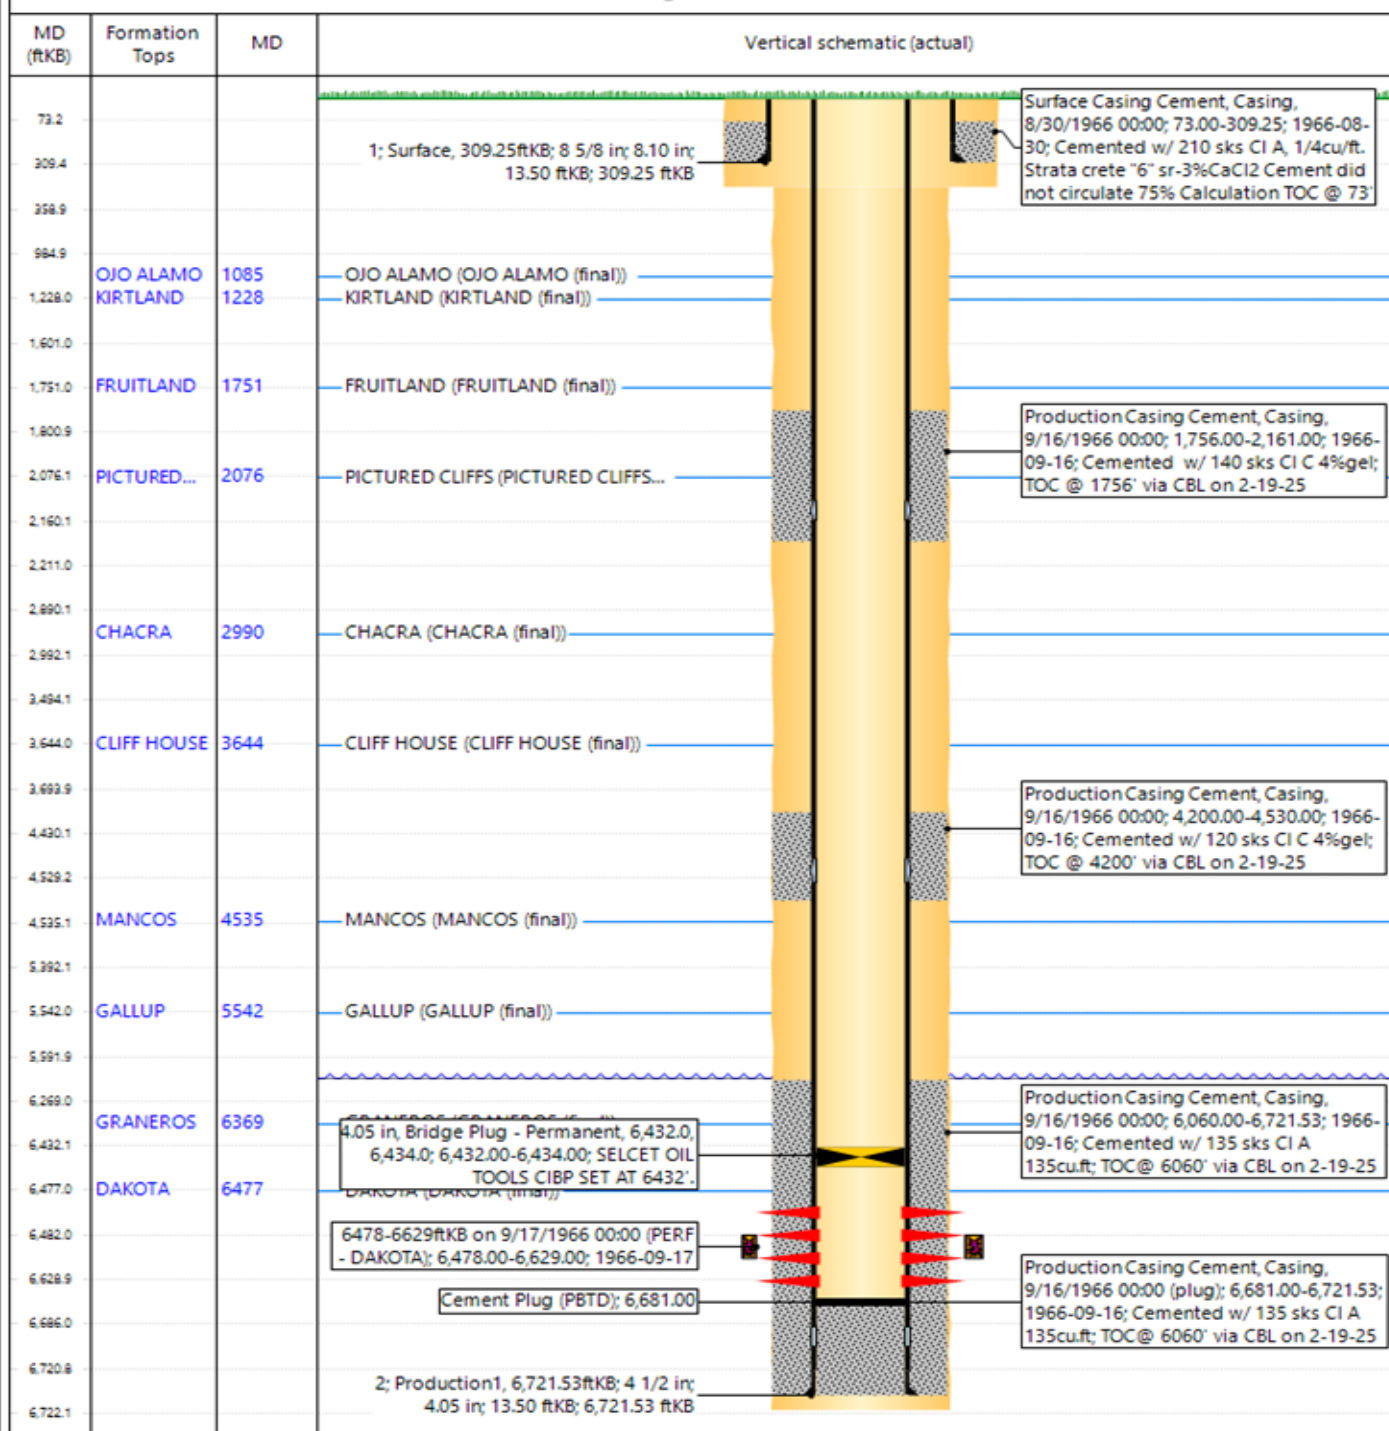 MD
(ftKB)
Formation
Tops
MD
Vertical schematic (actual)
73.2
309.4
358.9
984.9
1,228.0
1,601.0
1,751.0
1,800.9
2,076.1
2,160.1
2,211.0
2,890.1
2,992.1
3,494.1
3,644.0
3,693.9
4,430.1
4,529.2
4,535.1
5,392.1
5,542.0
5,591.9
6,269.0
6,432.1
6,477.0
6,482.0
6,628.9
6,686.0
6,720.8
6,722.1
OJO ALAMO 1085
KIRTLAND 1228
FRUITLAND 1751
PICTURED... 2076
CHACRA 2990
CLIFF HOUSE 3644
MANCOS 4535
GALLUP 5542
GRANEROS 6369
DAKOTA 6477
1; Surface, 309.25ftKB; 8 5/8 in; 8.10 in;
13.50 ftKB; 309.25 ftKB
OJO ALAMO (OJO ALAMO (final))
KIRTLAND (KIRTLAND (final))
FRUITLAND (FRUITLAND (final))
PICTURED CLIFFS (PICTURED CLIFFS...
CHACRA (CHACRA (final))
CLIFF HOUSE (CLIFF HOUSE (final))
MANCOS (MANCOS (final))
GALLUP (GALLUP (final))
4.05 in, Bridge Plug - Permanent, 6,432.0,
6,434.0; 6,432.00-6,434.00; SELCET OIL
TOOLS CIBP SET AT 6432'.
DAKOTA (DAKOTA (final))
6478-6629ftKB on 9/17/1966 00:00 (PERF
- DAKOTA); 6,478.00-6,629.00; 1966-09-17
Cement Plug (PBTD); 6,681.00
2; Production1, 6,721.53ftKB; 4 1/2 in;
4.05 in; 13.50 ftKB; 6,721.53 ftKB
Surface Casing Cement, Casing,
8/30/1966 00:00; 73.00-309.25; 1966-08-
30; Cemented w/ 210 sks Cl A, 1/4cu/ft.
Strata crete "6" sr-3%CaCl2 Cement did
not circulate 75% Calculation TOC @ 73'
Production Casing Cement, Casing,
9/16/1966 00:00; 1,756.00-2,161.00; 1966-
09-16; Cemented w/ 140 sks Cl C 4%gel;
TOC @ 1756' via CBL on 2-19-25
Production Casing Cement, Casing,
9/16/1966 00:00; 4,200.00-4,530.00; 1966-
09-16; Cemented w/ 120 sks Cl C 4%gel;
TOC @ 4200' via CBL on 2-19-25
Production Casing Cement, Casing,
9/16/1966 00:00; 6,060.00-6,721.53; 1966-
09-16; Cemented w/ 135 sks Cl A
135cu.ft; TOC@ 6060' via CBL on 2-19-25
Production Casing Cement, Casing,
9/16/1966 00:00 (plug); 6,681.00-6,721.53;
1966-09-16; Cemented w/ 135 sks Cl A
135cu.ft; TOC@ 6060' via CBL on 2-19-25